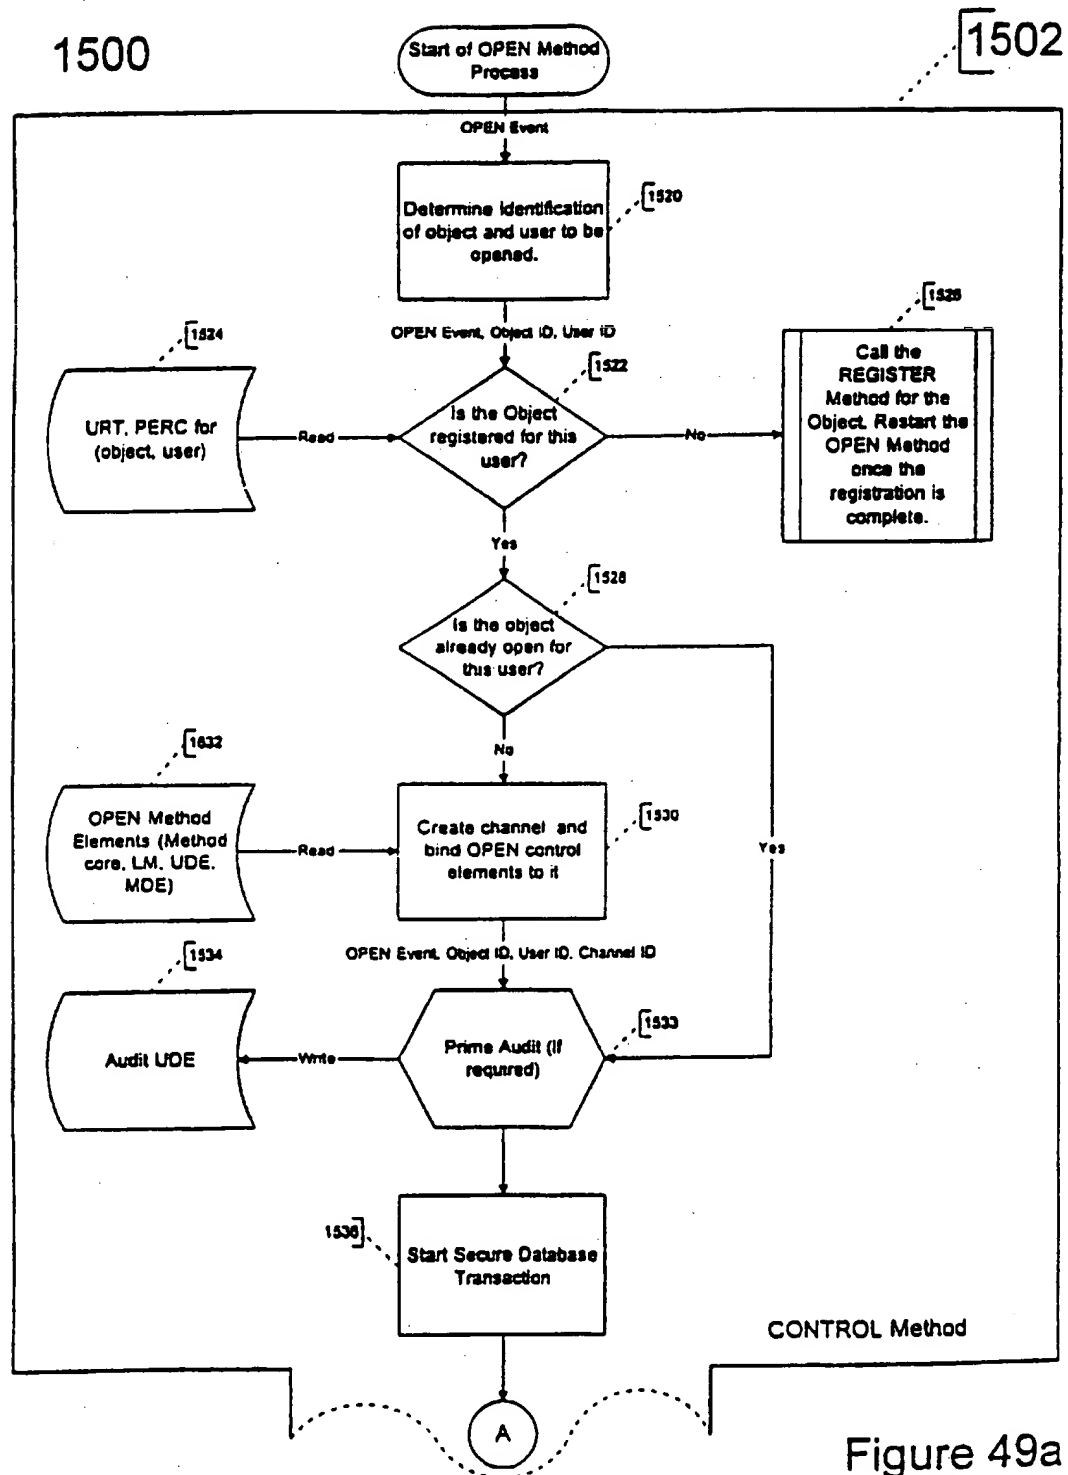 1500
1502
Start of OPEN Method
Process
OPEN Event
Determine identification
of object and user to be
opened.
1520
OPEN Event, Object ID, User ID
1524
URT, PERC for
(object, user)
Read
1522
Is the Object
registered for this
user?
No
1526
Call the
REGISTER
Method for the
Object. Restart the
OPEN Method
once the
registration is
complete.
Yes
1528
Is the object
already open for
this user?
Yes
No
1632
OPEN Method
Elements (Method
core, LM, UDE,
MDE)
Read
Create channel and
bind OPEN control
elements to it
1530
OPEN Event, Object ID, User ID, Channel ID
1534
Audit UDE
Write
Prime Audit (if
required)
1533
1536
Start Secure Database
Transaction
CONTROL Method
A
Figure 49a